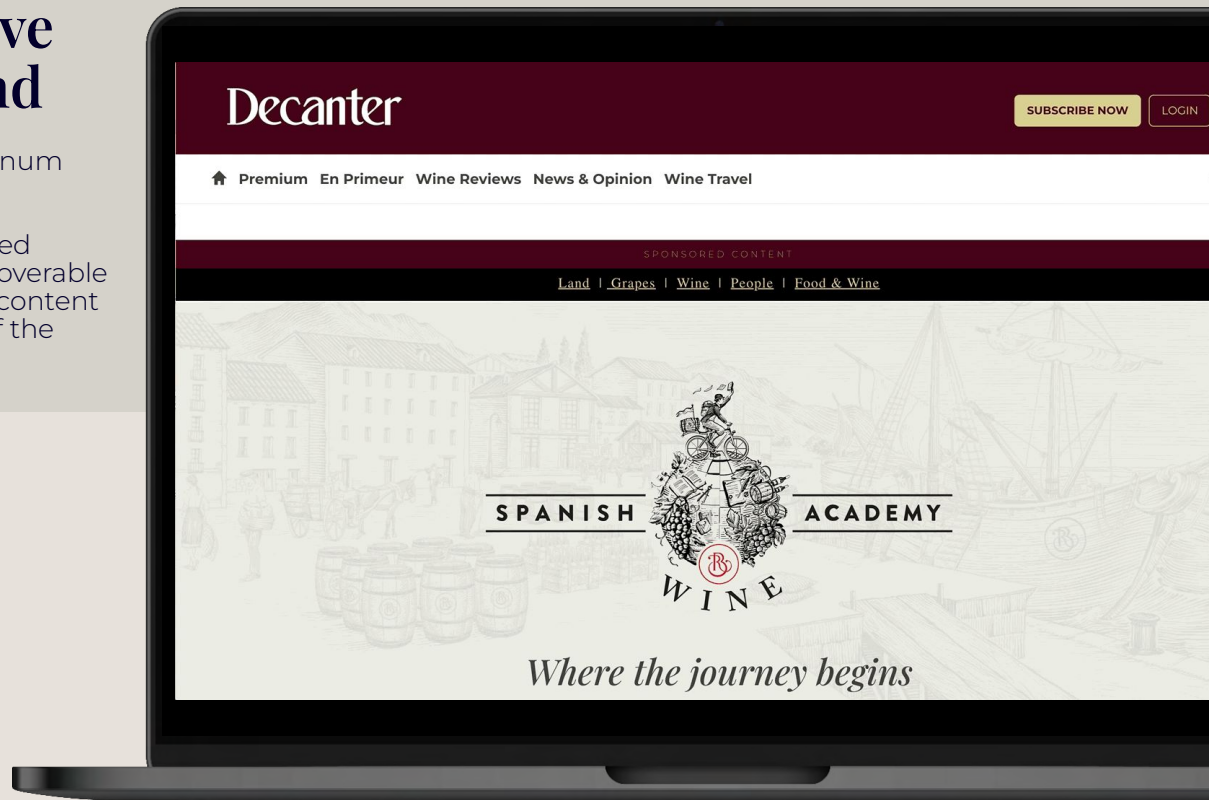 ve
nd
num
ed
overable
content
f the
Decanter
SUBSCRIBE NOW
LOGIN
Premium En Primeur Wine Reviews News & Opinion Wine Travel
SPONSORED CONTENT
Land | Grapes | Wine | People | Food & Wine
SPANISH ACADEMY
WINE
Where the journey begins